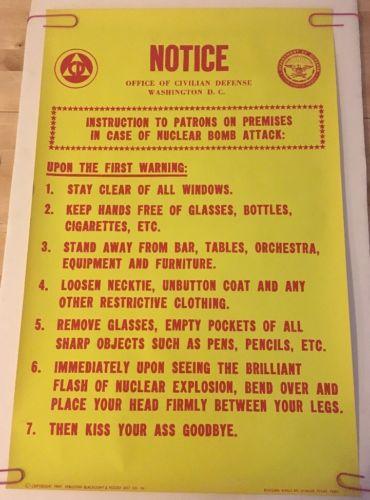 NOTICE
OFFICE OF CIVILIAN DEFENSE
WASHINGTON D. C.
INSTRUCTION TO PATRONS ON PREMISES
IN CASE OF NUCLEAR BOMB ATTACK:
UPON THE FIRST WARNING:
1. STAY CLEAR OF ALL WINDOWS.
2. KEEP HANDS FREE OF GLASSES, BOTTLES,
CIGARETTES, ETC.
3. STAND AWAY FROM BAR, TABLES, ORCHESTRA,
EQUIPMENT AND FURNITURE.
4. LOOSEN NECKTIE, UNBUTTON COAT AND ANY
OTHER RESTRICTIVE CLOTHING.
5. REMOVE GLASSES, EMPTY POCKETS OF ALL
SHARP OBJECTS SUCH AS PENS, PENCILS, ETC.
6. IMMEDIATELY UPON SEEING THE BRILLIANT
FLASH OF NUCLEAR EXPLOSION, BEND OVER AND
PLACE YOUR HEAD FIRMLY BETWEEN YOUR LEGS.
7. THEN KISS YOUR ASS GOODBYE.